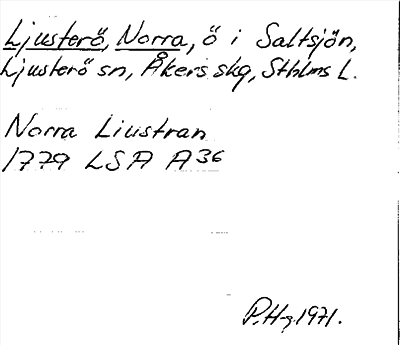 Ljusterö, Norra, ö i Saltsjön,
Ljusterö sn, Åkers skg, Sthlms L.
Norra Liustran
1779 LSA A36
P.H-g 1971.